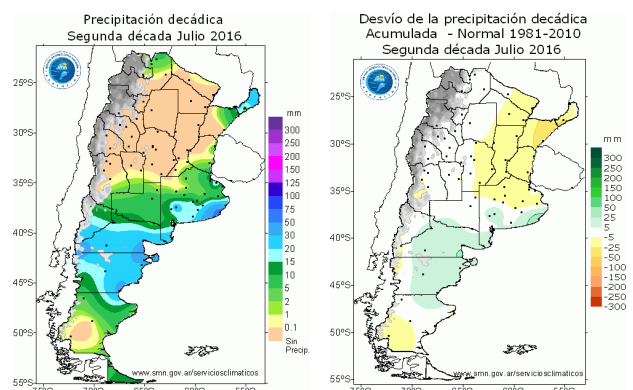 Precipitación decádica
Segunda década Julio 2016
21°S
25°S
30°S
35°S
40°S
45°S
50°S
55°S
75°W
mm
300
250
200
150
125
100
75
50
30
20
15
10
5
2
1
0.1
Sin
Precip.
www.smn.gov.ar/serviciosclimaticos
Desvío de la precipitación decádica
Acumulada - Normal 1981-2010
Segunda década Julio 2016
21°S
25°S
30°S
35°S
40°S
45°S
50°S
55°S
75°W
mm
300
200
150
100
50
25
5
-5
-25
-50
-100
-150
-200
-250
-300
www.smn.gov.ar/serviciosclimaticos